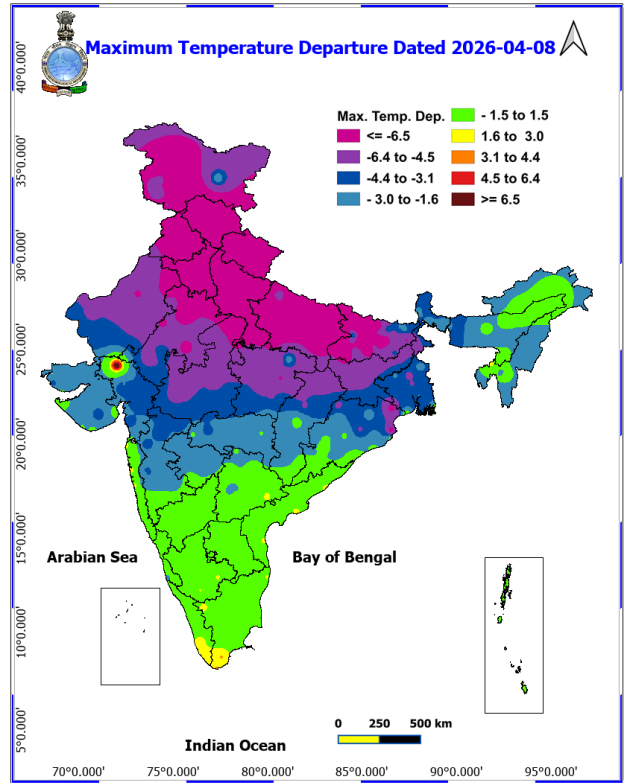 Maximum Temperature Departure Dated 2026-04-08
Max. Temp. Dep.
<= -6.5
-6.4 to -4.5
-4.4 to -3.1
- 3.0 to -1.6
- 1.5 to 1.5
1.6 to 3.0
3.1 to 4.4
4.5 to 6.4
>= 6.5
40°0.000'
35°0.000'
30°0.000'
25°0.000'
20°0.000'
15°0.000'
10°0.000'
5°0.000'
Arabian Sea
Bay of Bengal
Indian Ocean
0 250 500 km
70°0.000' 75°0.000' 80°0.000' 85°0.000' 90°0.000' 95°0.000'